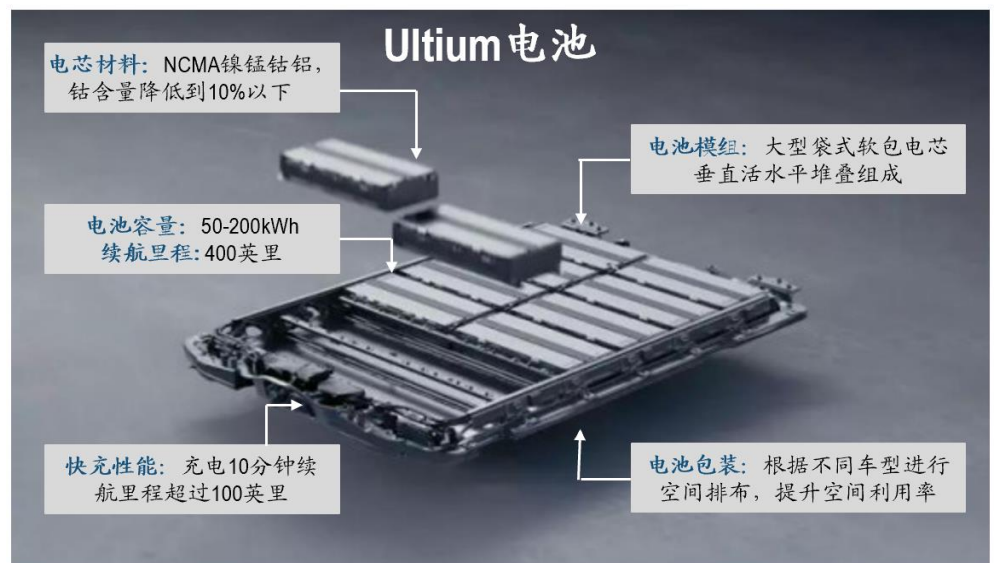 Ultium电池
电芯材料：NCMA镍锰钴铝，
钴含量降低到10%以下
电池模组：大型袋式软包电芯
垂直活水平堆叠组成
电池容量：50-200kWh
续航里程：400英里
快充性能：充电10分钟续
航里程超过100英里
电池包装：根据不同车型进行
空间排布，提升空间利用率